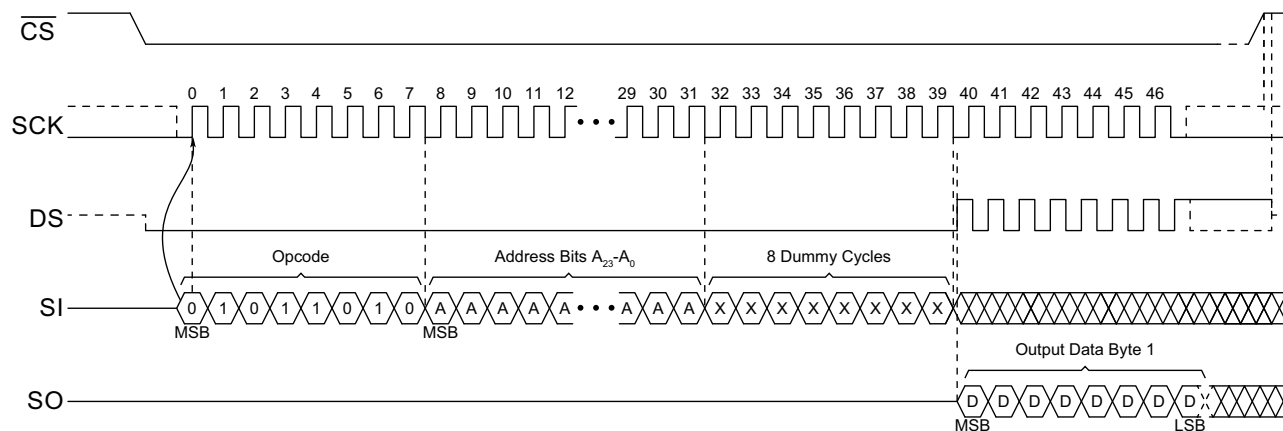 CS
0 1 2 3 4 5 6 7 8 9 10 11 12 29 30 31 32 33 34 35 36 37 38 39 40 41 42 43 44 45 46
SCK
DS
Opcode Address Bits A23-A0 8 Dummy Cycles
SI 0 1 0 1 1 0 1 0 A A A A A A A A X X X X X X X X
MSB MSB
Output Data Byte 1
SO D D D D D D D D
MSB LSB